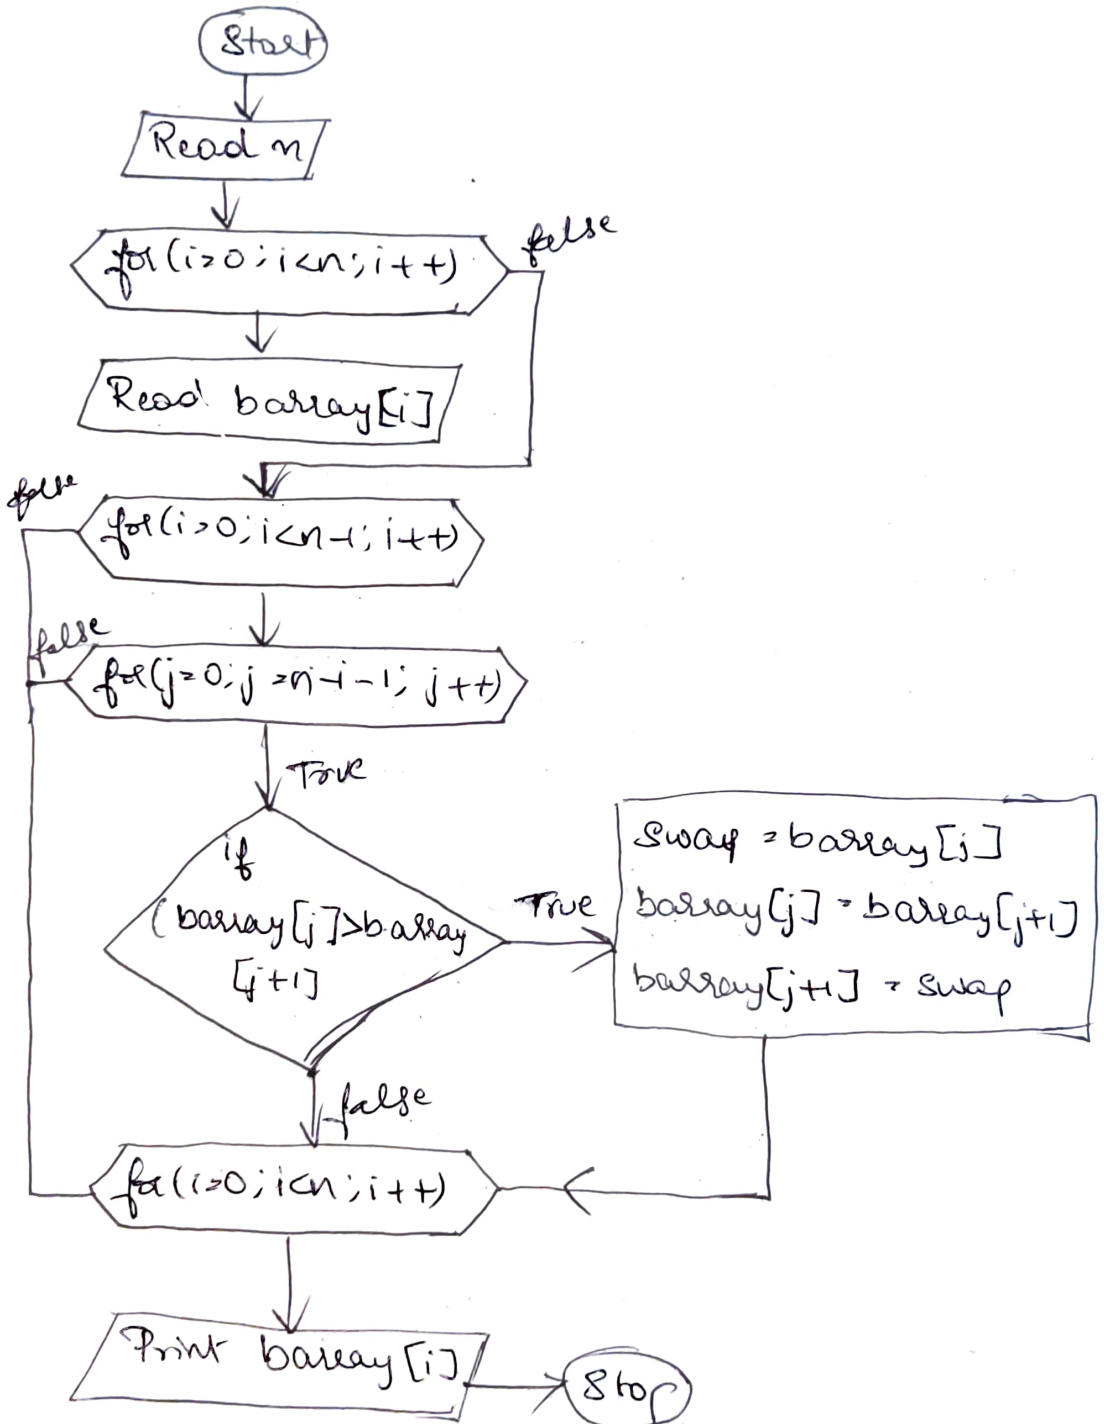 Start
Read n
for(i=0;i<n;i++)
false
Read barray[i]
false
for(i=0;i<n-1;i++)
false
for(j=0;j=n-i-1; j++)
True
if
(barray[j]>barray
[j+1]
True
swap =barray[j]
barray[j] = barray[j+1]
barray[j+1] = swap
false
for(i=0;i<n;i++)
Print barray[i]
Stop